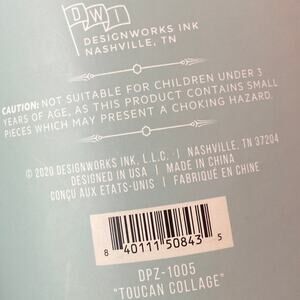 DWI
DESIGNWORKS INK
NASHVILLE, TN
CAUTION: NOT SUITABLE FOR CHILDREN UNDER 3
YEARS OF AGE, AS THIS PRODUCT CONTAINS SMALL
PIECES WHICH MAY PRESENT A CHOKING HAZARD.
© 2020 DESIGNWORKS INK, L.L.C. | NASHVILLE, TN 37204
DESIGNED IN USA | MADE IN CHINA
CONÇU AUX ETATS-UNIS | FABRIQUÉ EN CHINE
8 40111 50843 5
DPZ-1005
"TOUCAN COLLAGE"